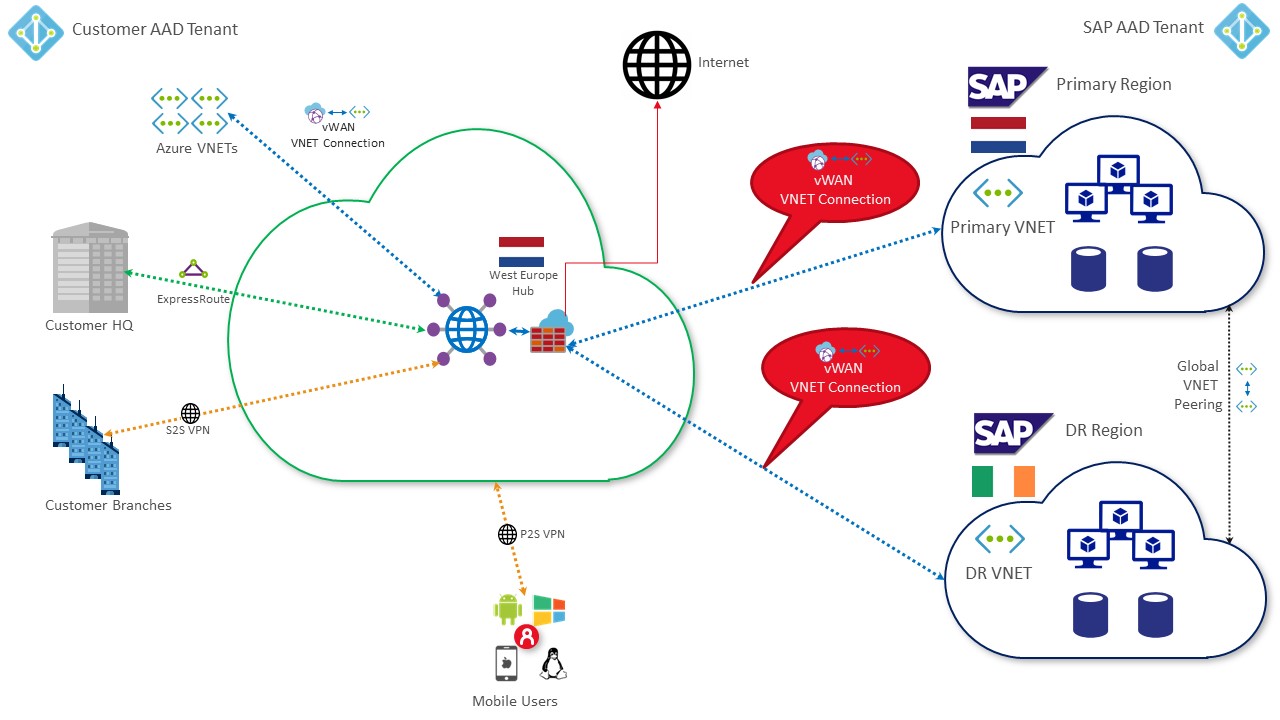 Customer AAD Tenant
SAP AAD Tenant
Internet
SAP
Primary Region
vWAN
VNET Connection
Azure VNETs
vWAN
VNET Connection
Primary VNET
West Europe
Hub
ExpressRoute
Customer HQ
vWAN
VNET Connection
Global
VNET
Peering
S2S VPN
SAP
DR Region
Customer Branches
P2S VPN
DR VNET
Mobile Users